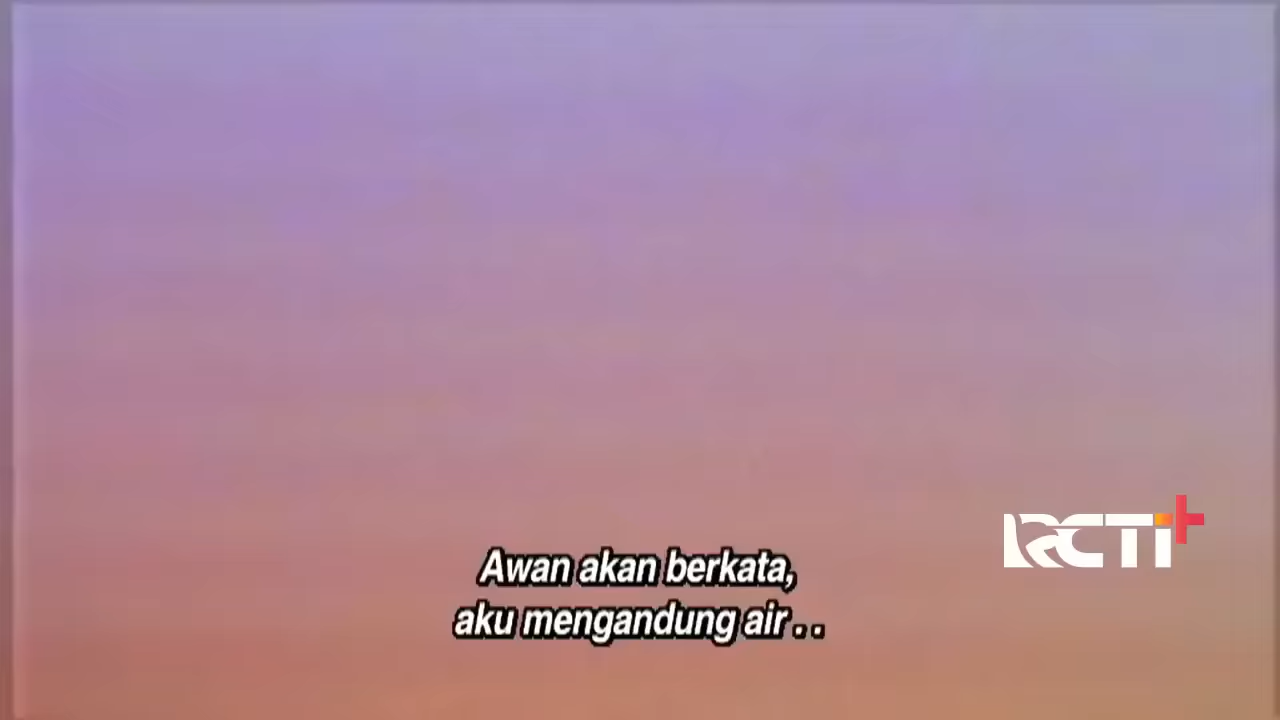 RCTI+
Awan akan berkata,
aku mengandung air . .